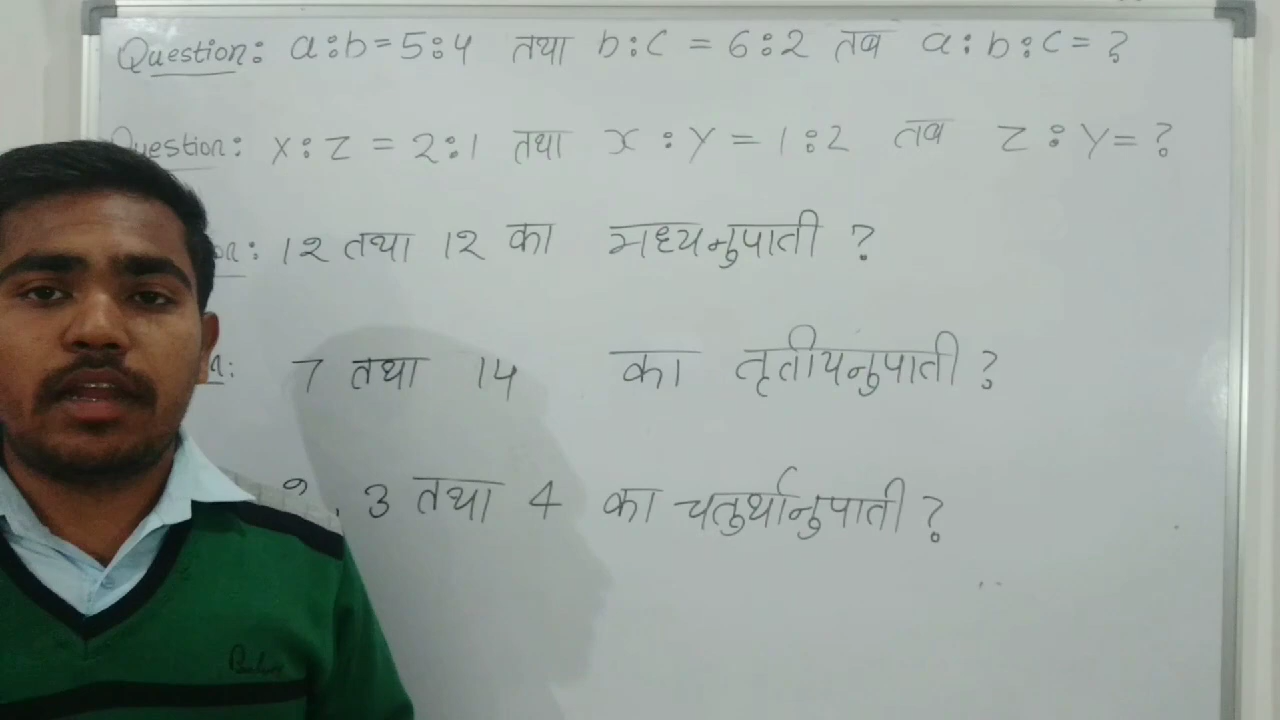 Question: a:b=5:4 तथा b:c = 6:2 तब a:b:c= ?
Question: x:z = 2:1 तथा x:y = 1:2 तब z:y= ?
: 12 तथा 12 का मध्यनुपाती ?
: 7 तथा 14 का तृतीयनुपाती ?
, 3 तथा 4 का चतुर्थानुपाती ?